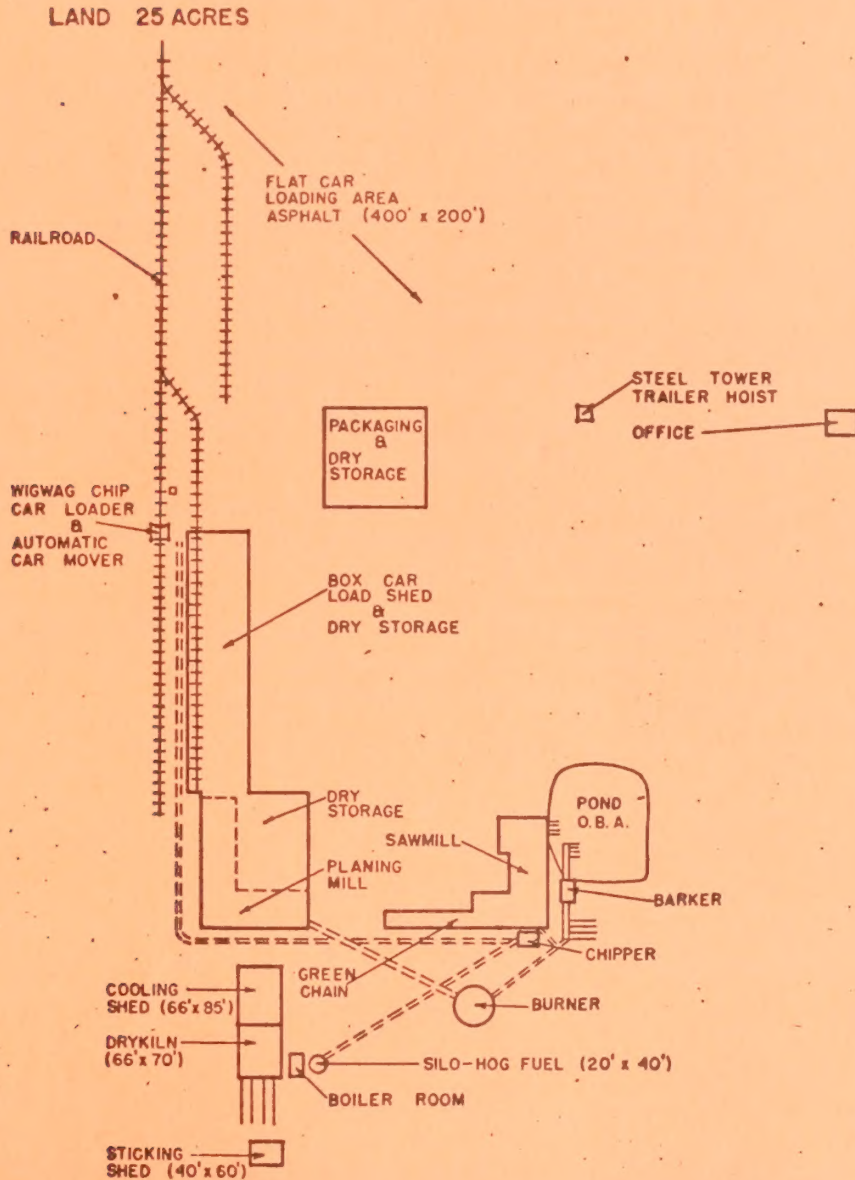 LAND 25 ACRES
FLAT CAR
LOADING AREA
ASPHALT (400' x 200')
RAILROAD
STEEL TOWER
TRAILER HOIST
OFFICE
PACKAGING
&
DRY
STORAGE
WIGWAG CHIP
CAR LOADER
&
AUTOMATIC
CAR MOVER
BOX CAR
LOAD SHED
&
DRY STORAGE
DRY
STORAGE
POND
O.B.A.
SAWMILL
PLANING
MILL
BARKER
CHIPPER
GREEN
CHAIN
COOLING
SHED (66'x 85')
BURNER
DRYKILN
(66'x 70')
SILO-HOG FUEL (20' x 40')
BOILER ROOM
STICKING
SHED (40'x 60')